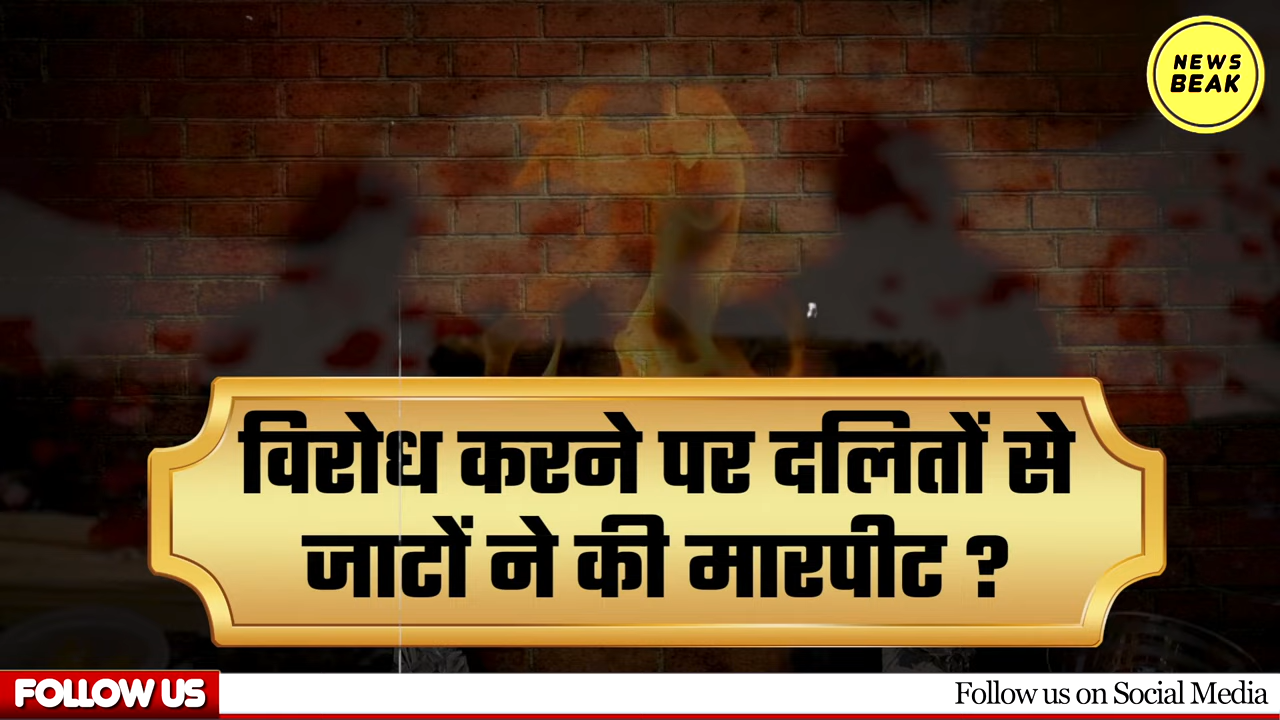 NEWS
BEAK
विरोध करने पर दलितों से
जाटों ने की मारपीट ?
FOLLOW US
Follow us on Social Media